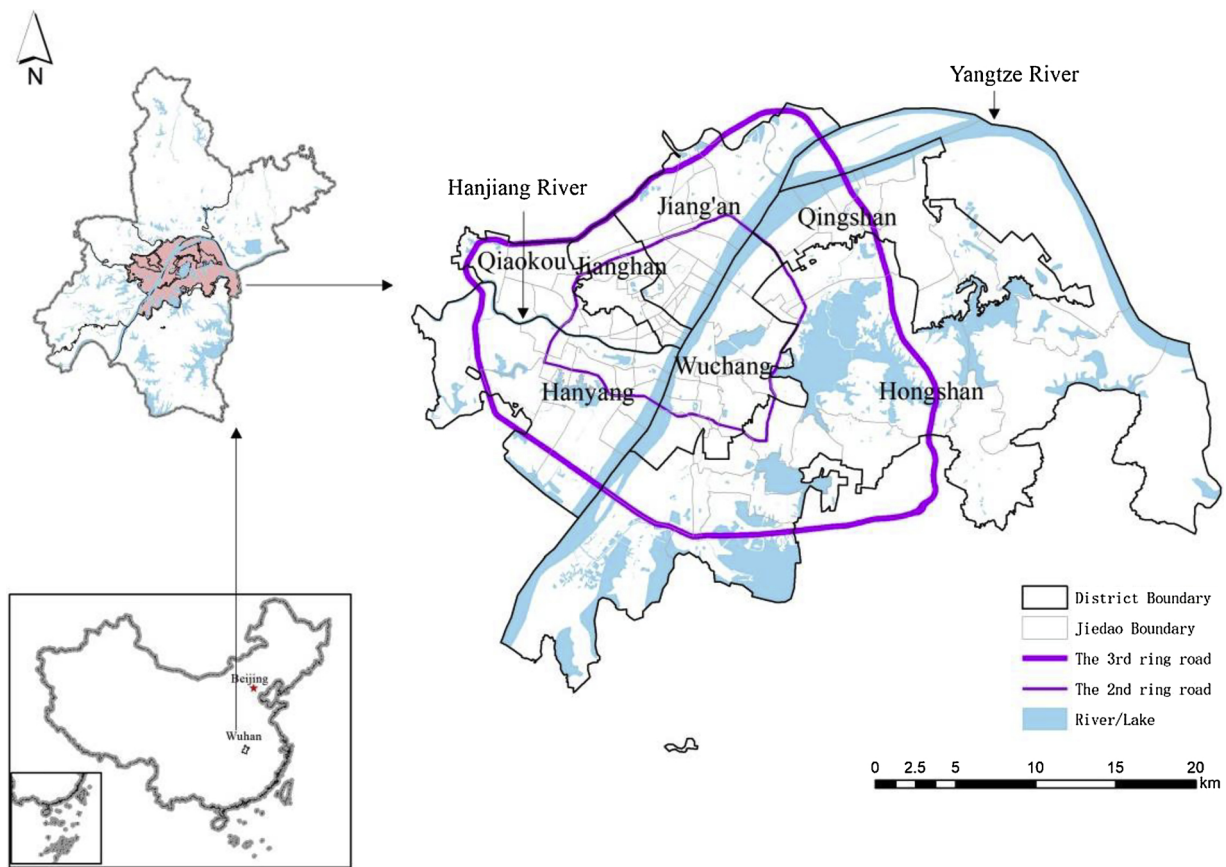 N
Yangtze River
Hanjiang River
Jiang'an
Qingshan
Qiaokou
Jianghan
Wuchang
Hanyang
Hongshan
Beijing
Wuhan
District Boundary
Jiedao Boundary
The 3rd ring road
The 2nd ring road
River/Lake
0 2.5 5 10 15 20
km